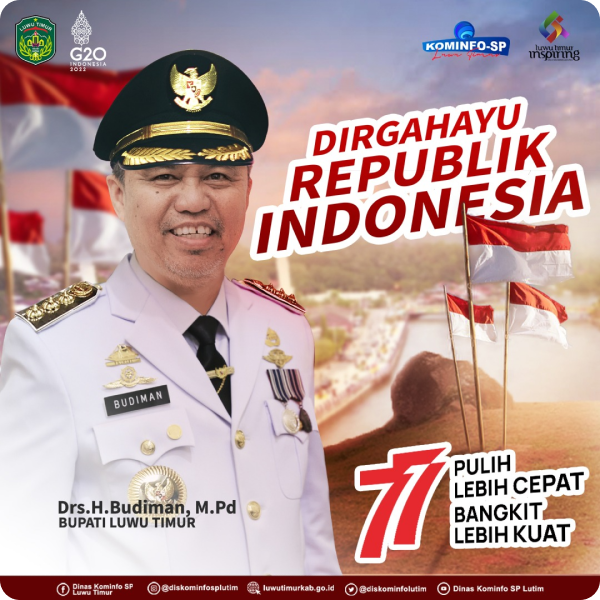 LUWU TIMUR
G20
INDONESIA
2022
KOMINFO-SP
Luwu Timur
luwu timur
inspiring
DIRGAHAYU
REPUBLIK
INDONESIA
BUDIMAN
Drs.H.Budiman, M.Pd
BUPATI LUWU TIMUR
77
PULIH
LEBIH CEPAT
BANGKIT
LEBIH KUAT
Dinas Kominfo SP
Luwu Timur
@diskominfosplutim
luwutimurkab.go.id
@diskominfolutim
Dinas Kominfo SP Lutim